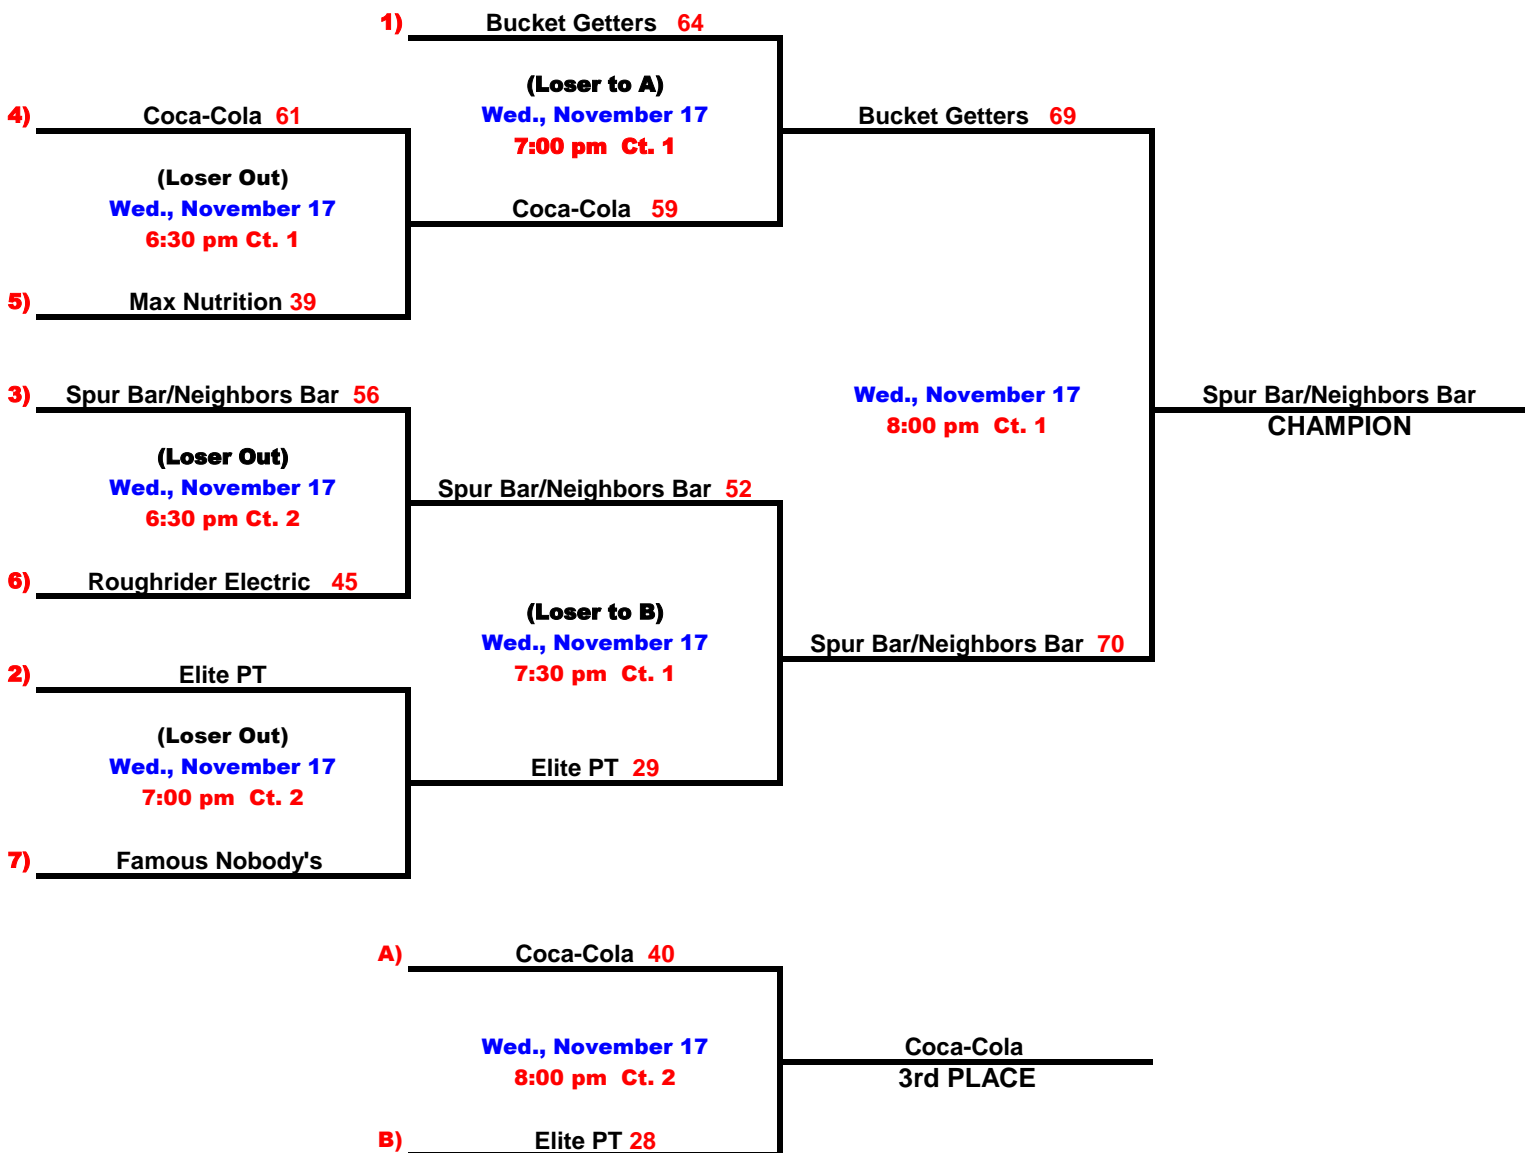 1) Bucket Getters 64
(Loser to A)
4) Coca-Cola 61
Wed., November 17
Bucket Getters 69
7:00 pm Ct. 1
(Loser Out)
Wed., November 17
Coca-Cola 59
6:30 pm Ct. 1
5) Max Nutrition 39
3) Spur Bar/Neighbors Bar 56
Wed., November 17
Spur Bar/Neighbors Bar
8:00 pm Ct. 1
CHAMPION
(Loser Out)
Wed., November 17
Spur Bar/Neighbors Bar 52
6:30 pm Ct. 2
6) Roughrider Electric 45
(Loser to B)
Wed., November 17
Spur Bar/Neighbors Bar 70
2) Elite PT
7:30 pm Ct. 1
(Loser Out)
Wed., November 17
Elite PT 29
7:00 pm Ct. 2
7) Famous Nobody's
A) Coca-Cola 40
Wed., November 17
Coca-Cola
8:00 pm Ct. 2
3rd PLACE
B) Elite PT 28